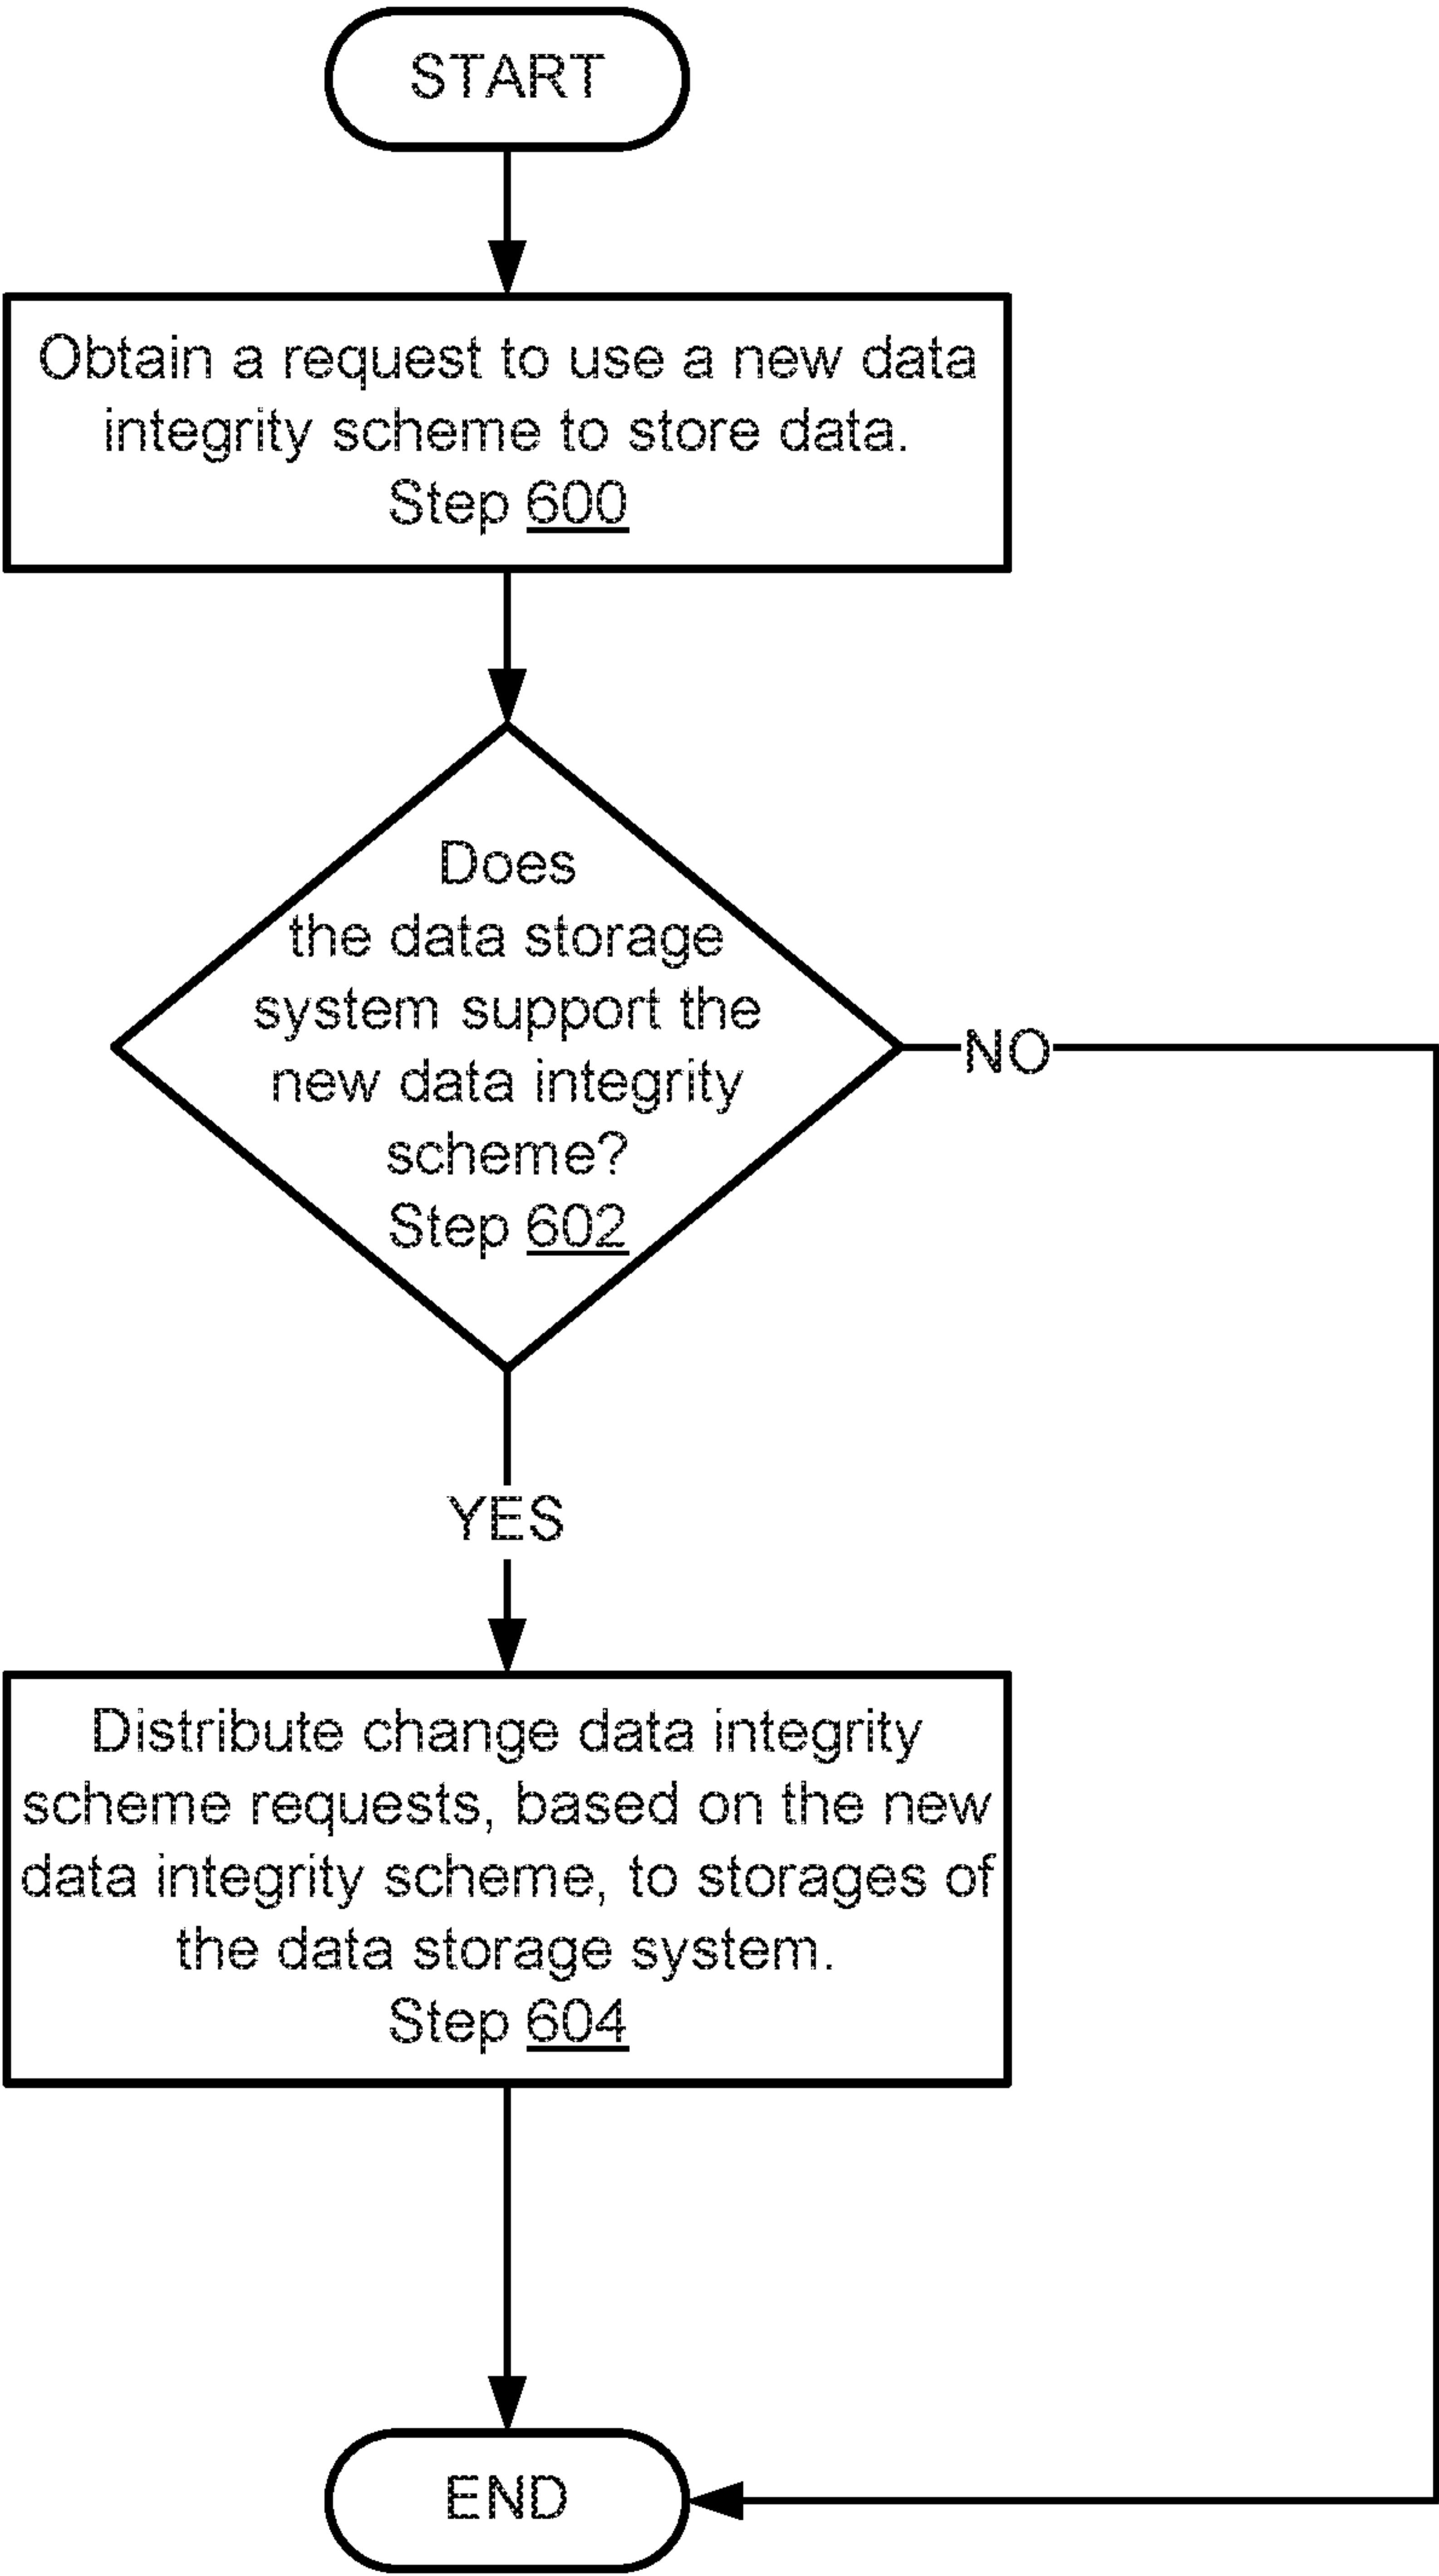 START
Obtain a request to use a new data
integrity scheme to store data.
Step 600
Does
the data storage
system support the
new data integrity
scheme?
Step 602
NO
YES
Distribute change data integrity
scheme requests, based on the new
data integrity scheme, to storages of
the data storage system.
Step 604
END